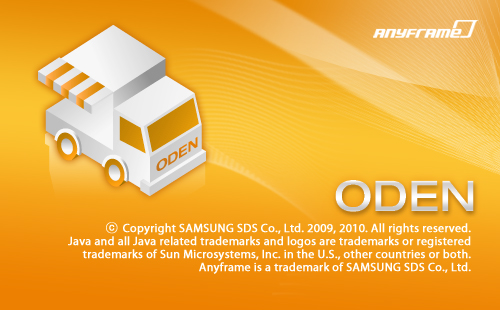 ANYFRAME
ODEN
ODEN
ⓒ Copyright SAMSUNG SDS Co., Ltd. 2009, 2010. All rights reserved.
Java and all Java related trademarks and logos are trademarks or registered
trademarks of Sun Microsystems, Inc. in the U.S., other countries or both.
Anyframe is a trademark of SAMSUNG SDS Co., Ltd.